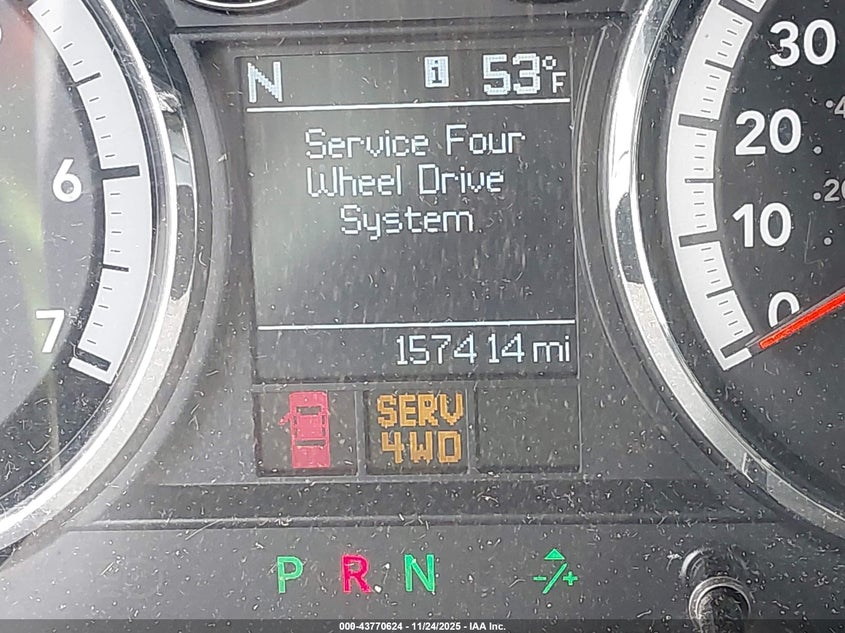 N i 53°F
Service Four
Wheel Drive
System
157414 mi
SERV
4WD
P R N -/+
6
7
30
20
10
0
000-43770624 - 11/24/2025 - IAA Inc.